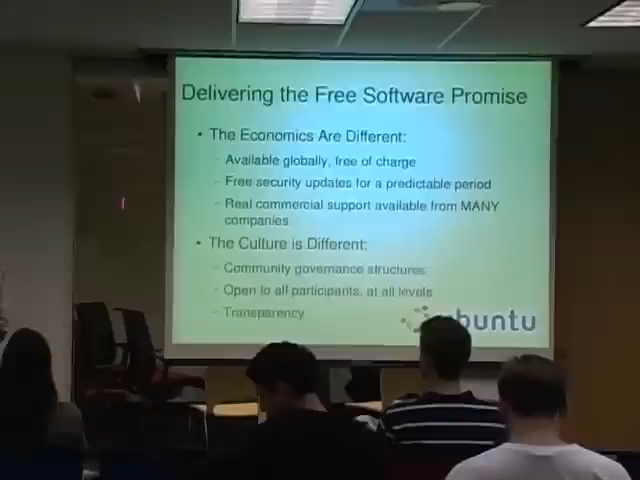 Delivering the Free Software Promise
• The Economics Are Different:
– Available globally, free of charge
– Free security updates for a predictable period
– Real commercial support available from MANY
companies
• The Culture is Different:
– Community governance structures
– Open to all participants, at all levels
– Transparency
ubuntu